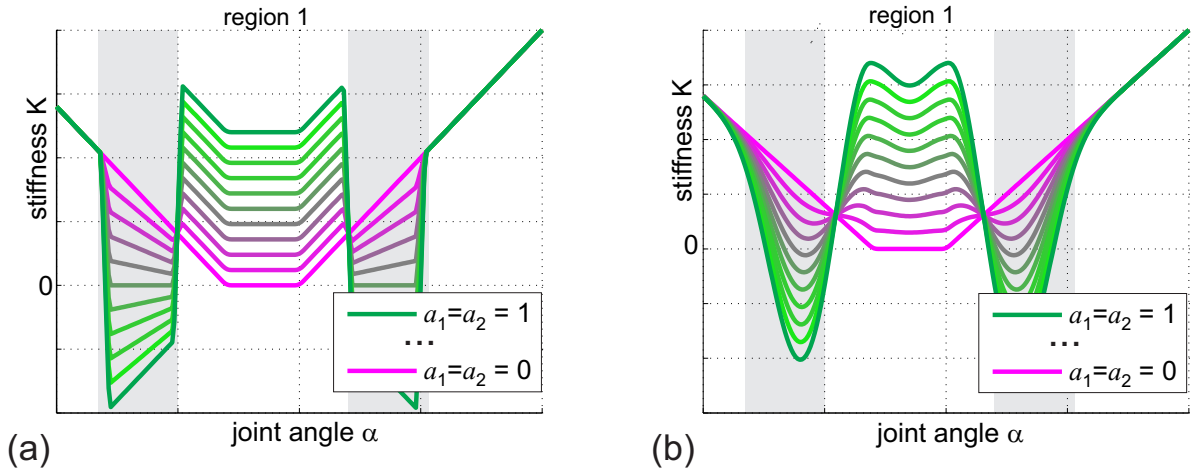 region 1
stiffness K
0
a1=a2 = 1
...
a1=a2 = 0
joint angle α
(a)
region 1
stiffness K
0
a1=a2 = 1
...
a1=a2 = 0
joint angle α
(b)